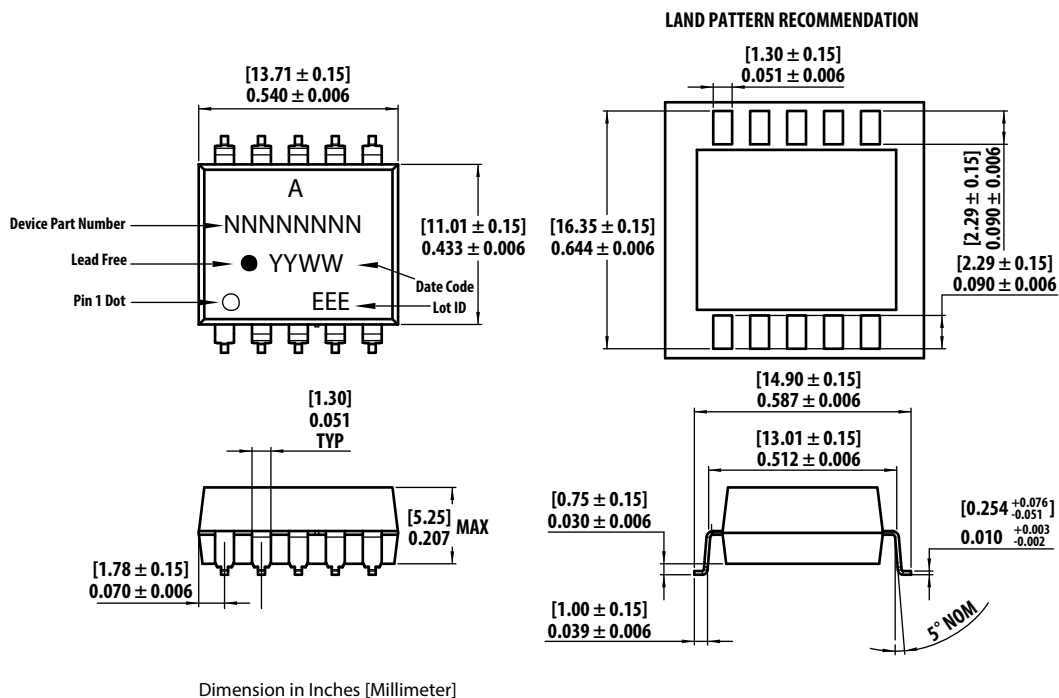 LAND PATTERN RECOMMENDATION
[13.71 ± 0.15]
0.540 ± 0.006
[1.30 ± 0.15]
0.051 ± 0.006
A
Device Part Number
NNNNNNNNN
Lead Free
YYWW
Date Code
Pin 1 Dot
EEE
Lot ID
[11.01 ± 0.15]
0.433 ± 0.006
[16.35 ± 0.15]
0.644 ± 0.006
[2.29 ± 0.15]
0.090 ± 0.006
[2.29 ± 0.15]
0.090 ± 0.006
[1.30]
0.051
TYP
[5.25]
0.207
MAX
[1.78 ± 0.15]
0.070 ± 0.006
[14.90 ± 0.15]
0.587 ± 0.006
[13.01 ± 0.15]
0.512 ± 0.006
[0.75 ± 0.15]
0.030 ± 0.006
[0.254 +0.076 -0.051]
0.010 +0.003 -0.002
[1.00 ± 0.15]
0.039 ± 0.006
5° NOM
Dimension in Inches [Millimeter]